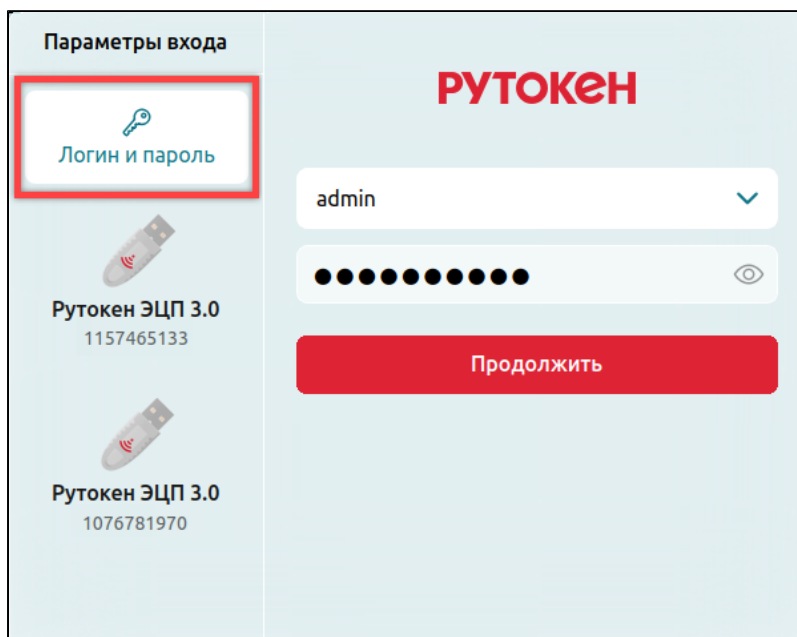 Параметры входа
Логин и пароль
Рутокен ЭЦП 3.0
1157465133
Рутокен ЭЦП 3.0
1076781970
РУТОКЕН
admin
●●●●●●●●●●
Продолжить